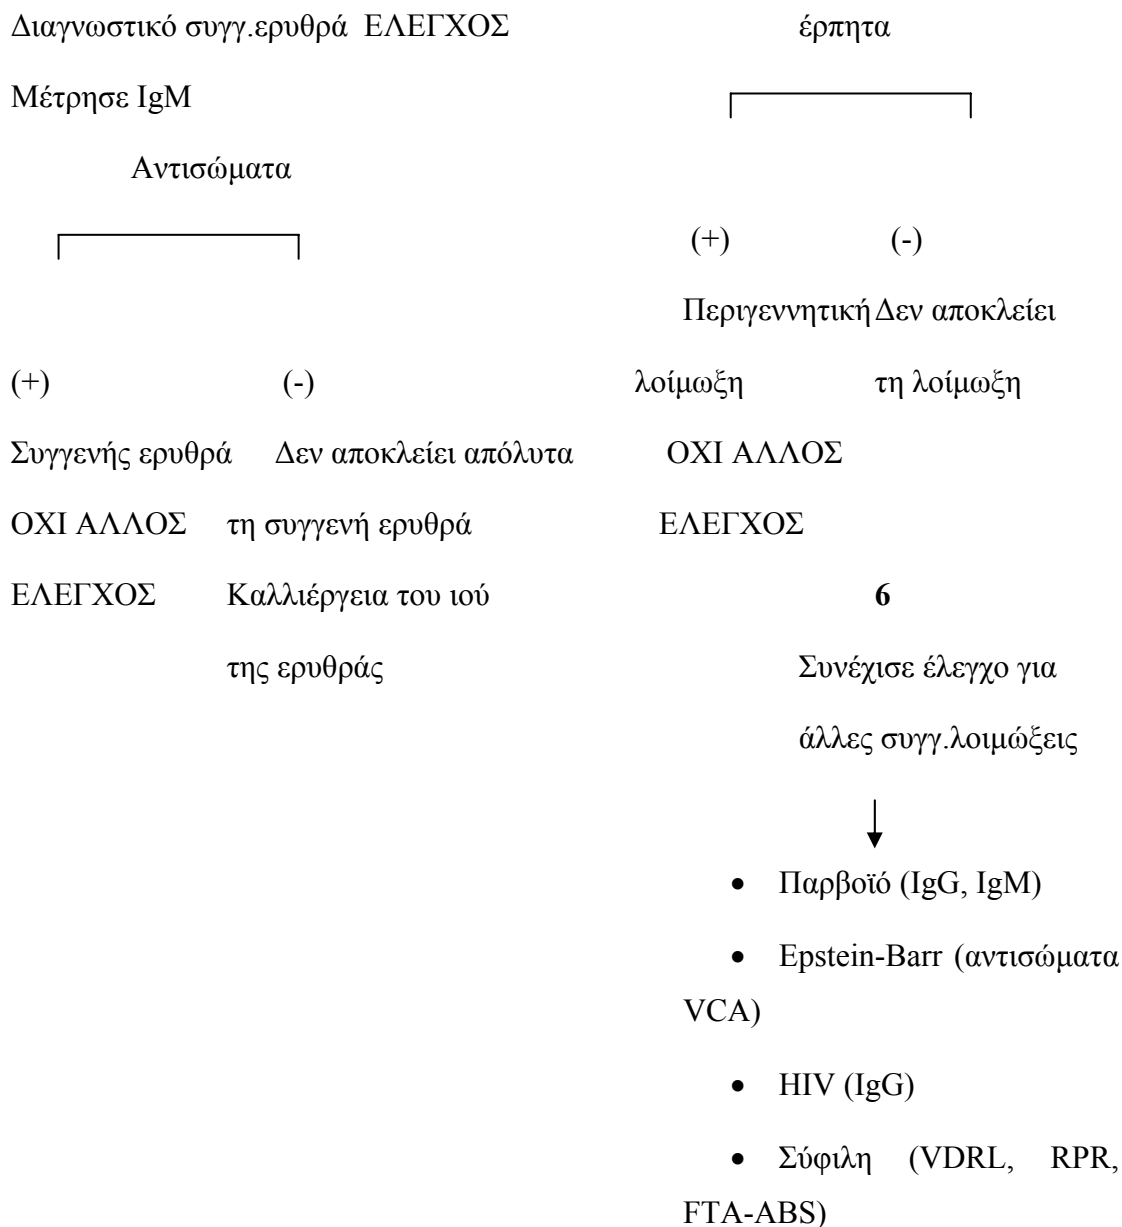 Διαγνωστικό συγγ.ερυθρά ΕΛΕΓΧΟΣ
Μέτρησε IgM
Αντισώματα
(+) (-)
Συγγενής ερυθρά Δεν αποκλείει απόλυτα
ΟΧΙ ΑΛΛΟΣ τη συγγενή ερυθρά
ΕΛΕΓΧΟΣ Καλλιέργεια του ιού
της ερυθράς
έρπητα
(+) (-)
Περιγεννητική Δεν αποκλείει
λοίμωξη τη λοίμωξη
ΟΧΙ ΑΛΛΟΣ
ΕΛΕΓΧΟΣ
6
Συνέχισε έλεγχο για
άλλες συγγ.λοιμώξεις
• Παρβοϊό (IgG, IgM)
• Epstein-Barr (αντισώματα
VCA)
• HIV (IgG)
• Σύφιλη (VDRL, RPR,
FTA-ABS)